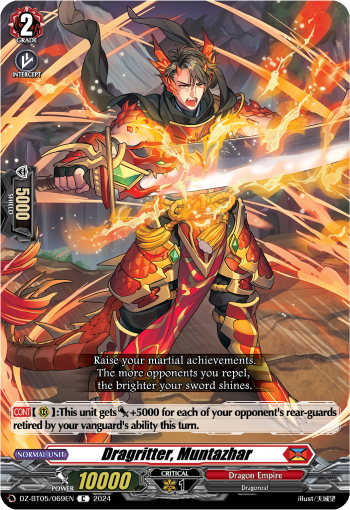 2
GRADE
INTERCEPT
5000
SHIELD
Raise your martial achievements.
The more opponents you repel,
the brighter your sword shines.
CONT【 】:This unit gets +5000 for each of your opponent's rear-guards
retired by your vanguard's ability this turn.
NORMAL UNIT
Dragritter, Muntazhar
POWER 10000
CRITICAL
1
Dragon Empire
Dragoroid
DZ-BT05/069EN C 2024
illust/天城望